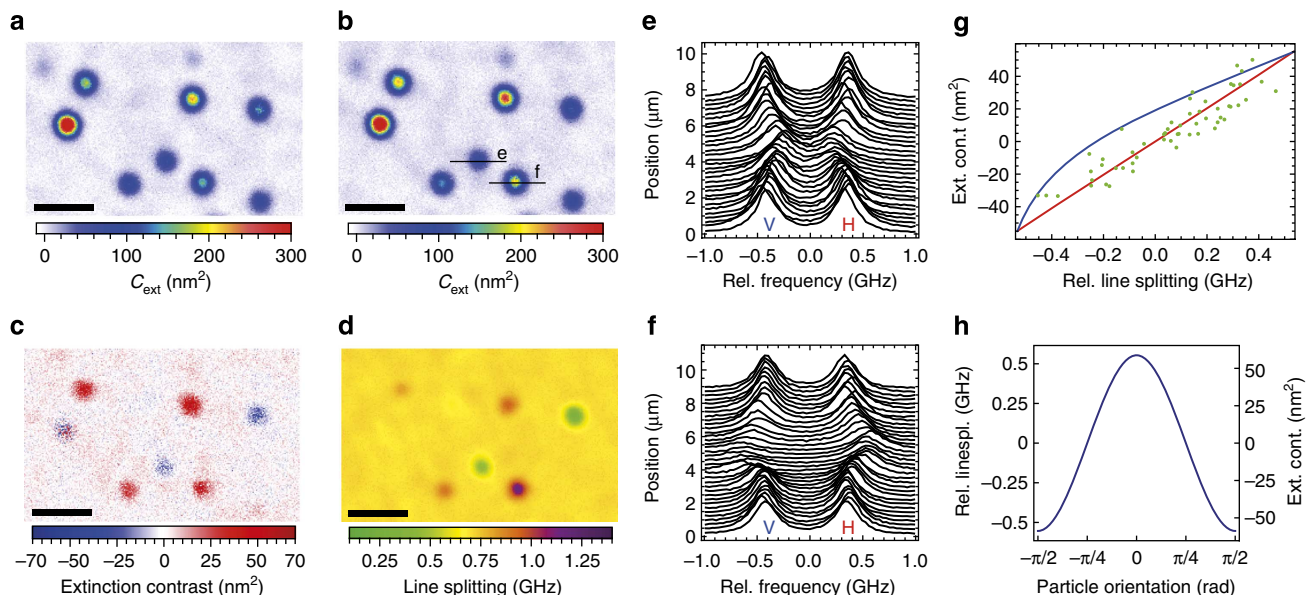 a
b
e
f
0
100
200
300
C_ext (nm²)
0
100
200
300
C_ext (nm²)
c
d
−70
−50
−25
0
25
50
70
Extinction contrast (nm²)
0.25
0.50
0.75
1.0
1.25
Line splitting (GHz)
e
Position (μm)
10
8
6
4
2
0
V
H
−1.0
−0.5
0.0
0.5
1.0
Rel. frequency (GHz)
f
Position (μm)
10
8
6
4
2
0
V
H
−1.0
−0.5
0.0
0.5
1.0
Rel. frequency (GHz)
g
Ext. con.t (nm²)
40
20
0
−20
−40
−0.4
−0.2
0.0
0.2
0.4
Rel. line splitting (GHz)
h
Rel. linespl. (GHz)
0.5
0.25
0
−0.25
−0.5
50
25
0
−25
−50
Ext. cont. (nm²)
−π/2
−π/4
0
π/4
π/2
Particle orientation (rad)